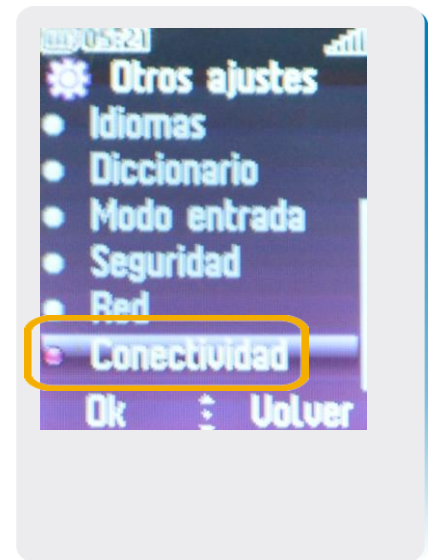 05:21
Otros ajustes
Idiomas
Diccionario
Modo entrada
Seguridad
Red
Conectividad
Ok Volver